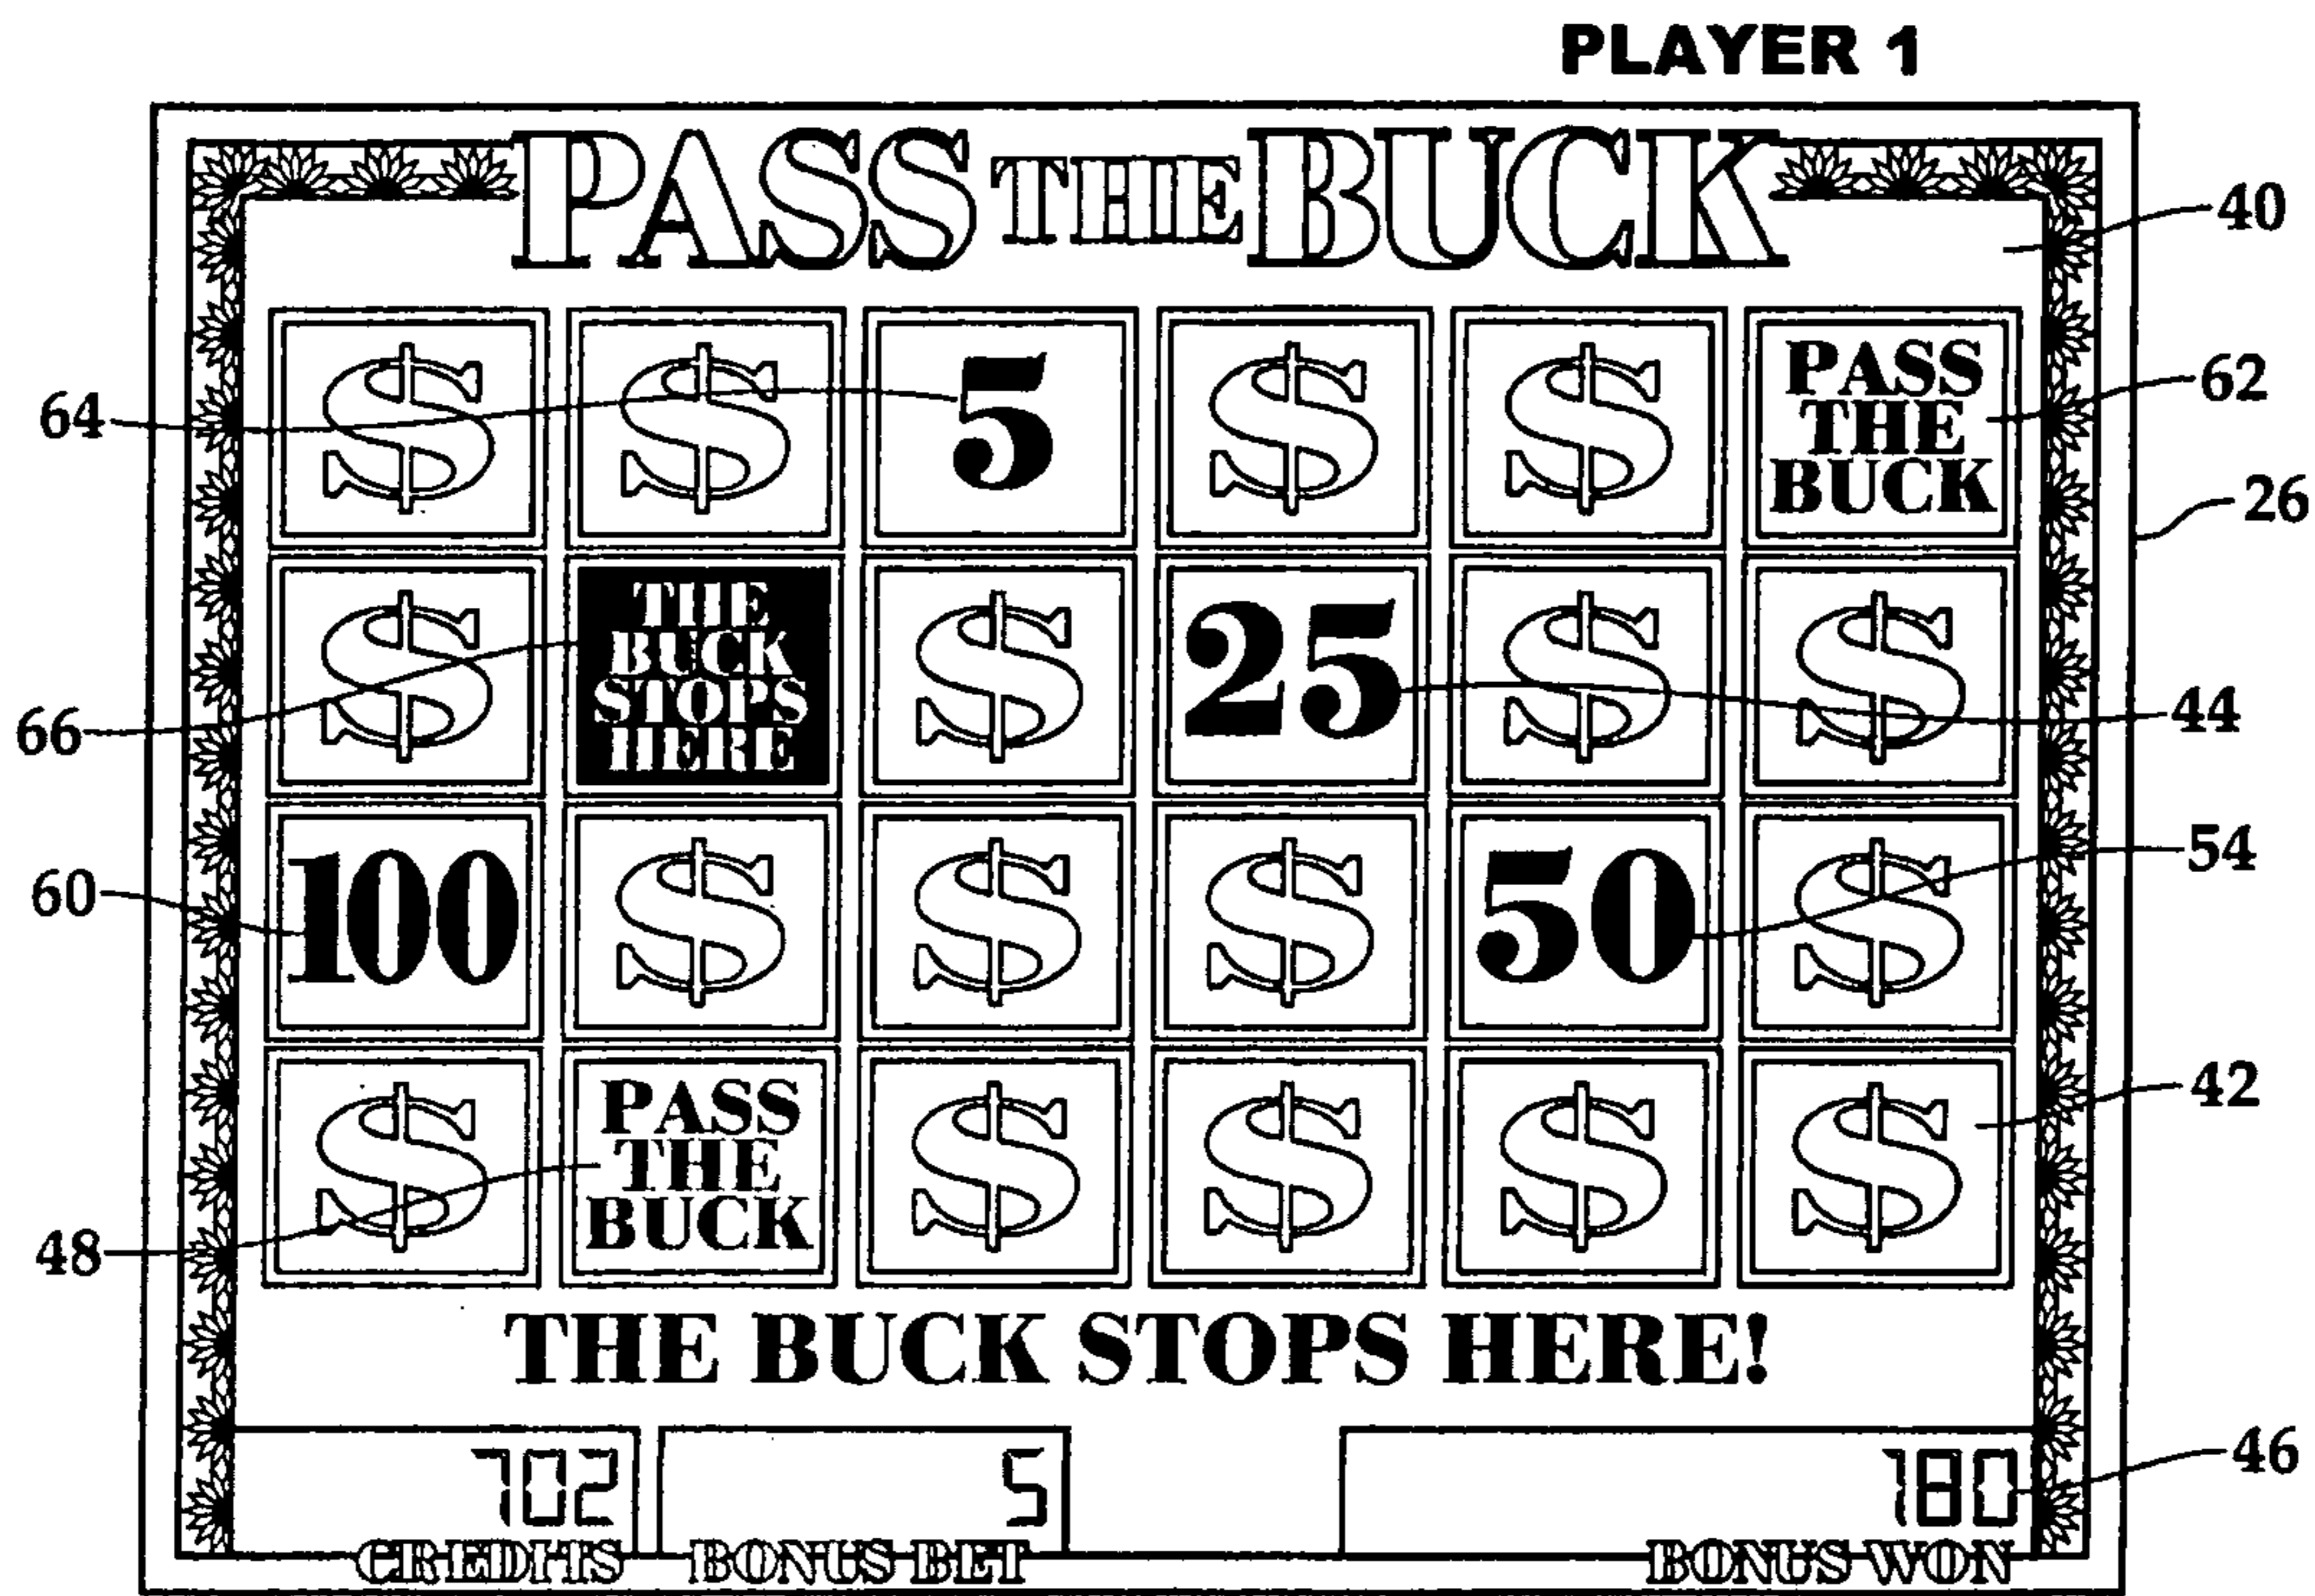 PLAYER 1
PASS THE BUCK
40
$ $ 5 $ $ PASS
THE
BUCK
64
62
26
$ THE
BUCK
STOPS
HERE
$ 25 $ $
66
44
100 $ $ $ 50 $
60
54
$ PASS
THE
BUCK
$ $ $ $
42
48
THE BUCK STOPS HERE!
702 5 180
46
CREDITS BONUS BET BONUS WON